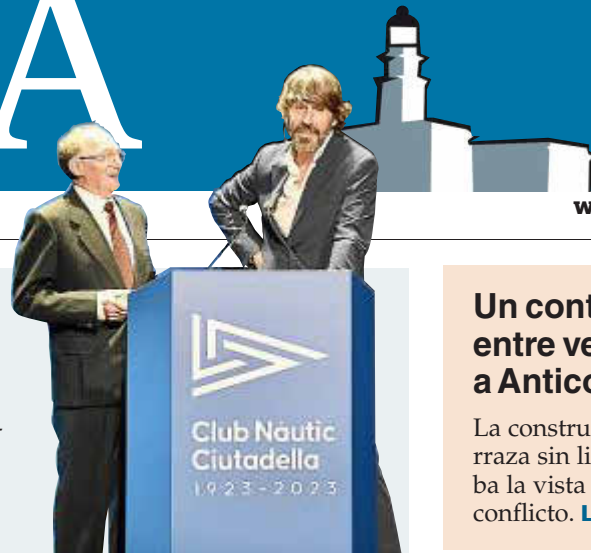 A
w
Club Nàutic
Ciutadella
1923-2023
Un cont
entre ve
a Antico
La constru
rraza sin li
ba la vista
conflicto. L